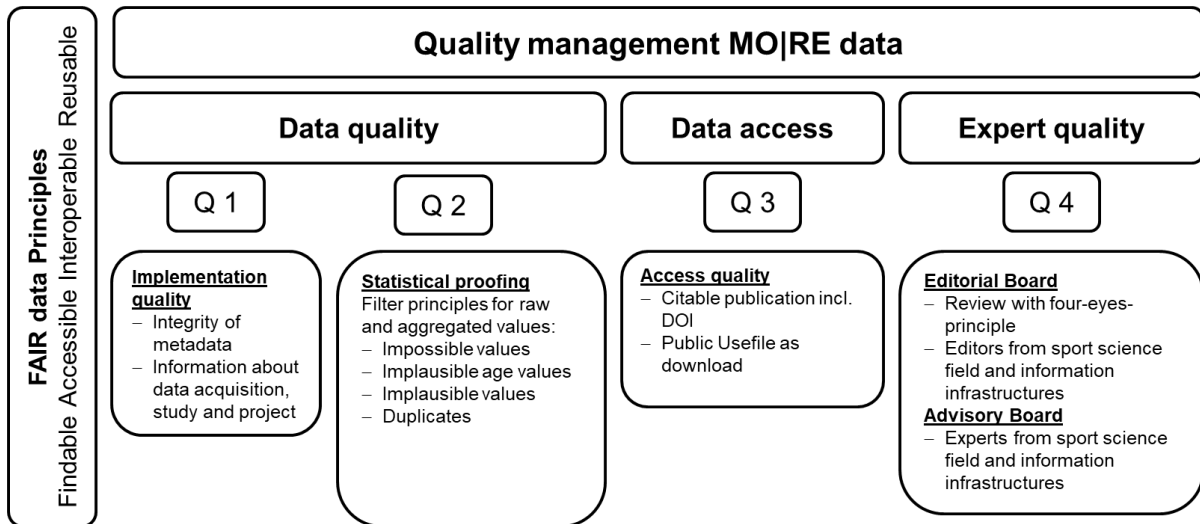 FAIR data Principles
Findable Accessible Interoperable Reusable
Quality management MO|RE data
Data quality
Data access
Expert quality
Q 1
Q 2
Q 3
Q 4
Implementation
quality
– Integrity of
metadata
– Information about
data acquisition,
study and project
Statistical proofing
Filter principles for raw
and aggregated values:
– Impossible values
– Implausible age values
– Implausible values
– Duplicates
Access quality
– Citable publication incl.
DOI
– Public Usefile as
download
Editorial Board
– Review with four-eyes-
principle
– Editors from sport science
field and information
infrastructures
Advisory Board
– Experts from sport science
field and information
infrastructures